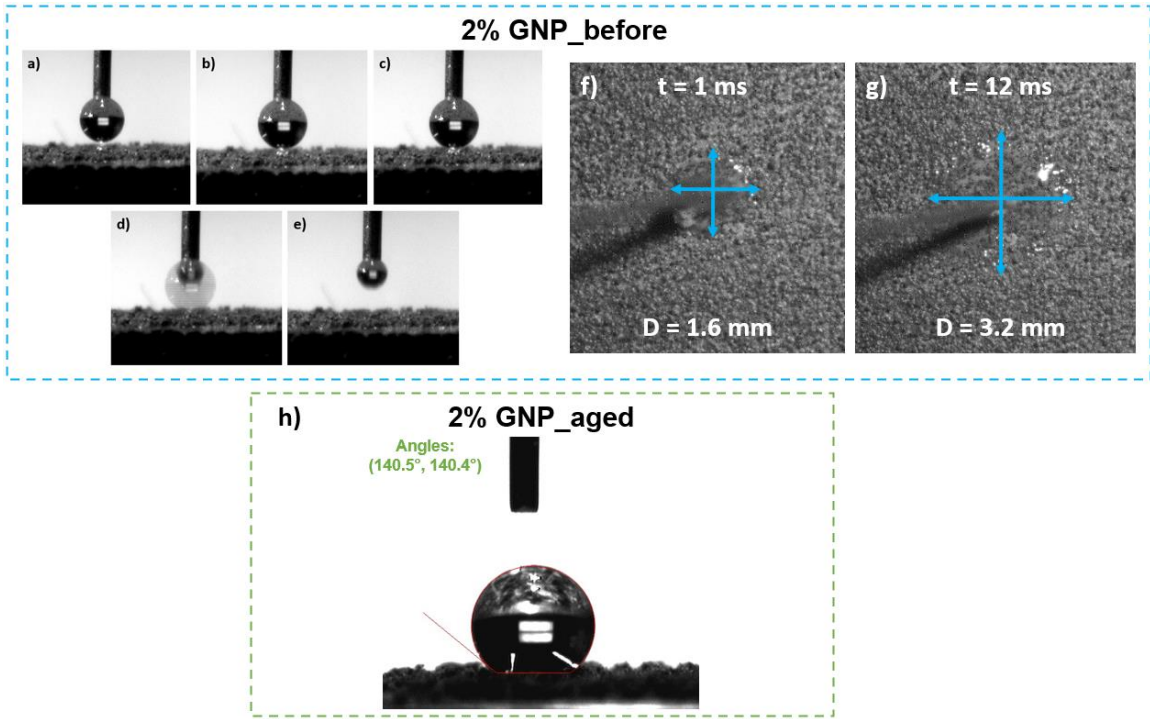 2% GNP_before
a)
b)
c)
d)
e)
f)
t = 1 ms
D = 1.6 mm
g)
t = 12 ms
D = 3.2 mm
h)
2% GNP_aged
Angles:
(140.5°, 140.4°)